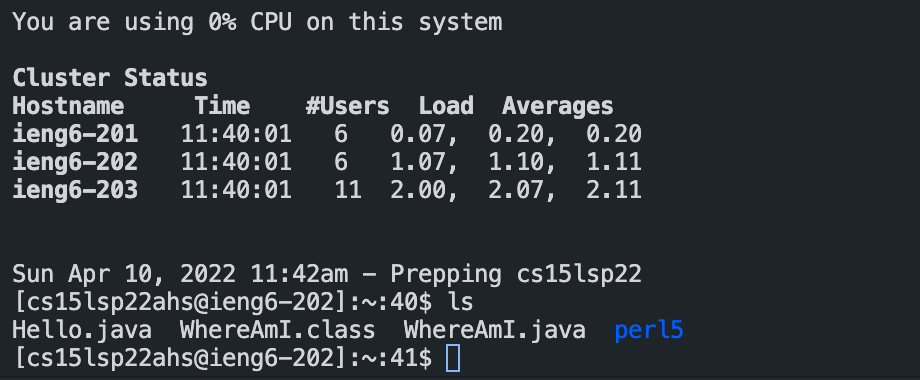 You are using 0% CPU on this system
Cluster Status
Hostname     Time    #Users  Load  Averages
ieng6-201   11:40:01   6   0.07,  0.20,  0.20
ieng6-202   11:40:01   6   1.07,  1.10,  1.11
ieng6-203   11:40:01   11  2.00,  2.07,  2.11
Sun Apr 10, 2022 11:42am - Prepping cs15lsp22
[cs15lsp22ahs@ieng6-202]:~:40$ ls
Hello.java  WhereAmI.class  WhereAmI.java  perl5
[cs15lsp22ahs@ieng6-202]:~:41$